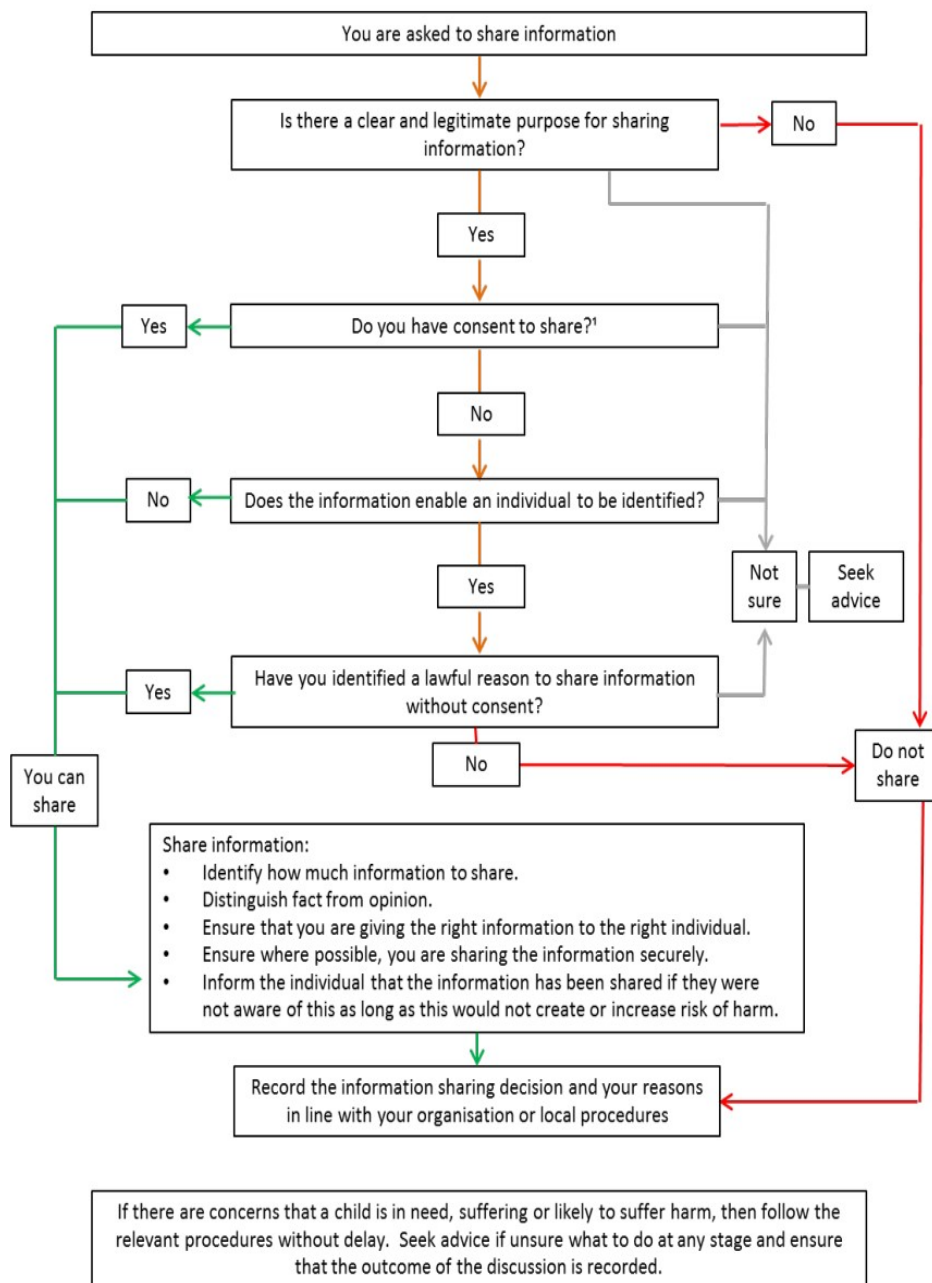 You are asked to share information
Is there a clear and legitimate purpose for sharing
information?
No
Yes
Yes
Do you have consent to share?¹
No
No
Does the information enable an individual to be identified?
Yes
Not
sure
Seek
advice
Yes
Have you identified a lawful reason to share information
without consent?
No
Do not
share
You can
share
Share information:
• Identify how much information to share.
• Distinguish fact from opinion.
• Ensure that you are giving the right information to the right individual.
• Ensure where possible, you are sharing the information securely.
• Inform the individual that the information has been shared if they were
not aware of this as long as this would not create or increase risk of harm.
Record the information sharing decision and your reasons
in line with your organisation or local procedures
If there are concerns that a child is in need, suffering or likely to suffer harm, then follow the
relevant procedures without delay.  Seek advice if unsure what to do at any stage and ensure
that the outcome of the discussion is recorded.